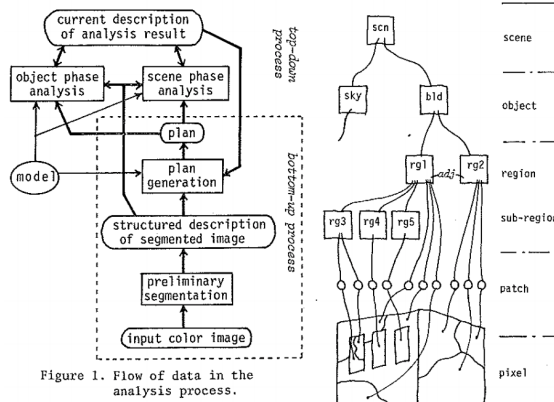 current description
of analysis result
object phase
analysis
scene phase
analysis
top-down
process
plan
model
plan
generation
structured description
of segmented image
preliminary
segmentation
input color image
bottom-up process
Figure 1. Flow of data in the
analysis process.
scn
scene
sky
bld
object
rg1
adj
rg2
region
rg3
rg4
rg5
sub-region
patch
pixel